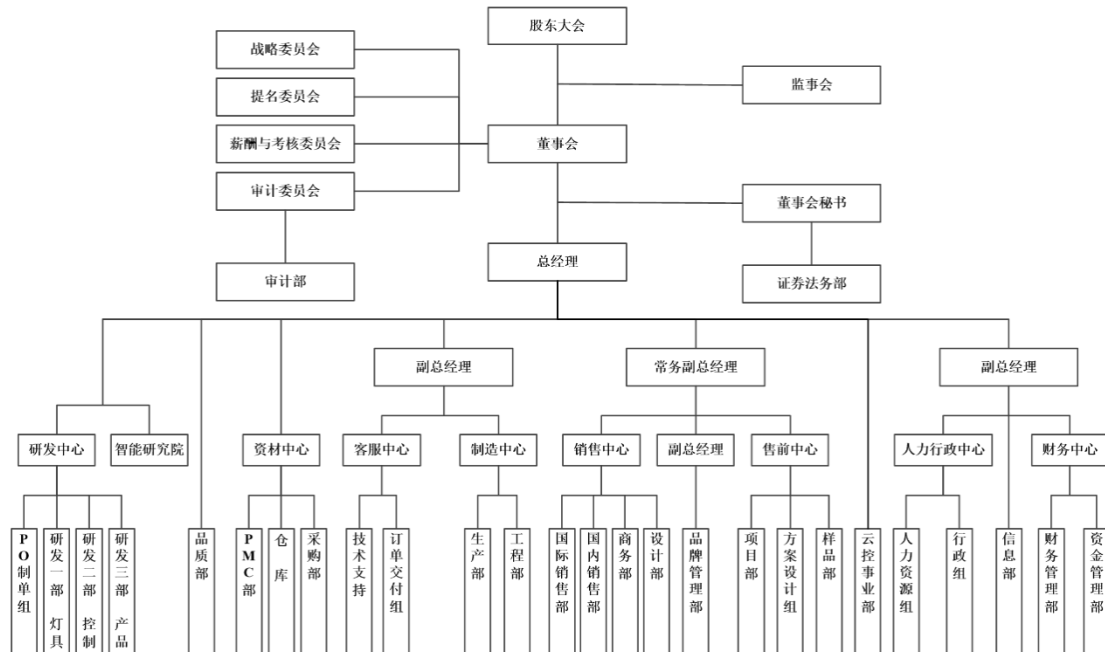 股东大会
战略委员会
监事会
提名委员会
薪酬与考核委员会
董事会
审计委员会
董事会秘书
总经理
审计部
证券法务部
副总经理
常务副总经理
副总经理
研发中心
智能研究院
资材中心
客服中心
制造中心
销售中心
副总经理
售前中心
人力行政中心
财务中心
PO制单组
研发一部 灯具
研发二部 控制
研发三部 产品
品质部
PMC部
仓库
采购部
技术支持
订单交付组
生产部
工程部
国际销售部
国内销售部
商务部
设计部
品牌管理部
项目部
方案设计组
样品部
云控事业部
人力资源组
行政组
信息部
财务管理部
资金管理部